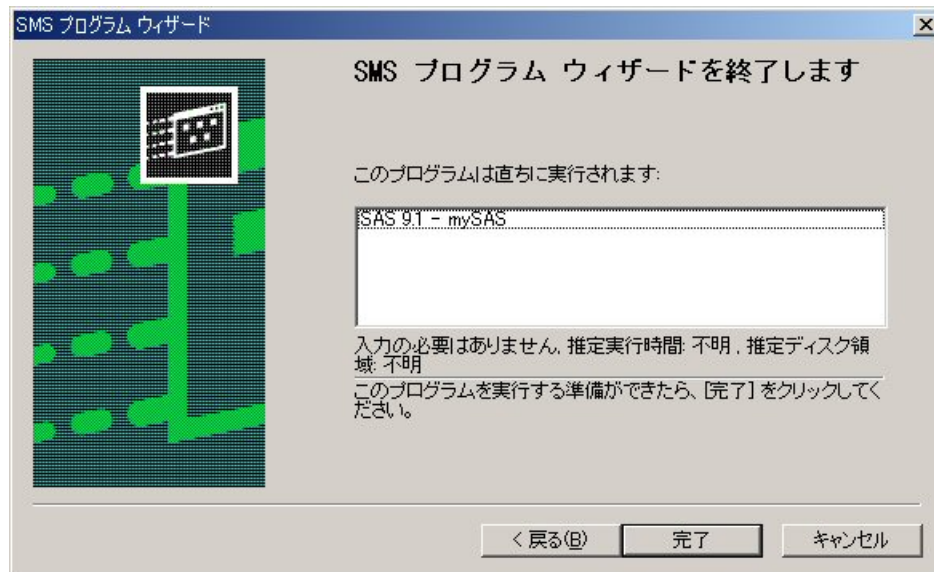 SMS プログラム ウィザード
SMS プログラム ウィザードを終了します
このプログラムは直ちに実行されます:
SAS 9.1 - mySAS
入力の必要はありません, 推定実行時間: 不明 , 推定ディスク領
域: 不明
このプログラムを実行する準備ができたら、[完了] をクリックしてく
ださい。
< 戻る(B)
完了
キャンセル